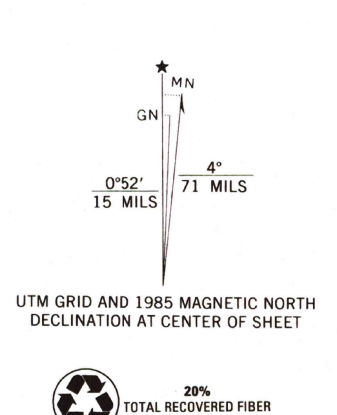 ★
MN
GN
0°52′
15 MILS
4°
71 MILS
UTM GRID AND 1985 MAGNETIC NORTH
DECLINATION AT CENTER OF SHEET
20%
TOTAL RECOVERED FIBER